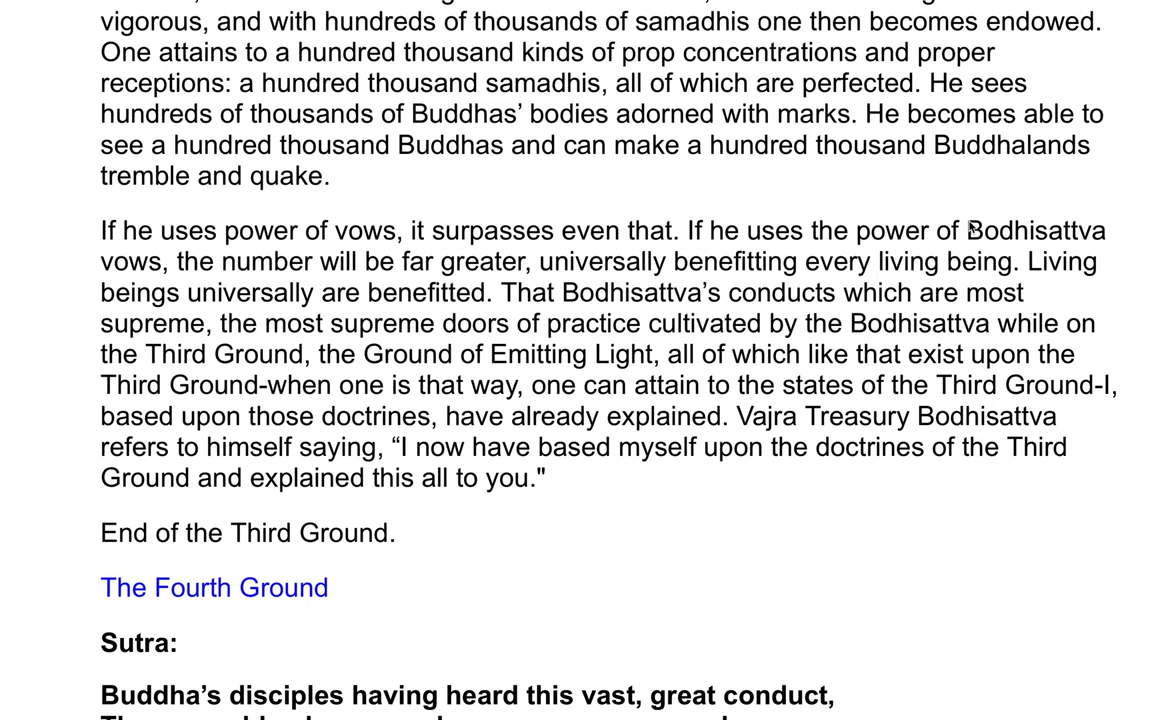 vigorous, and with hundreds of thousands of samadhis one then becomes endowed.
One attains to a hundred thousand kinds of prop concentrations and proper
receptions: a hundred thousand samadhis, all of which are perfected. He sees
hundreds of thousands of Buddhas’ bodies adorned with marks. He becomes able to
see a hundred thousand Buddhas and can make a hundred thousand Buddhalands
tremble and quake.
If he uses power of vows, it surpasses even that. If he uses the power of Bodhisattva
vows, the number will be far greater, universally benefitting every living being. Living
beings universally are benefitted. That Bodhisattva’s conducts which are most
supreme, the most supreme doors of practice cultivated by the Bodhisattva while on
the Third Ground, the Ground of Emitting Light, all of which like that exist upon the
Third Ground-when one is that way, one can attain to the states of the Third Ground-I,
based upon those doctrines, have already explained. Vajra Treasury Bodhisattva
refers to himself saying, “I now have based myself upon the doctrines of the Third
Ground and explained this all to you."
End of the Third Ground.
The Fourth Ground
Sutra:
Buddha’s disciples having heard this vast, great conduct,